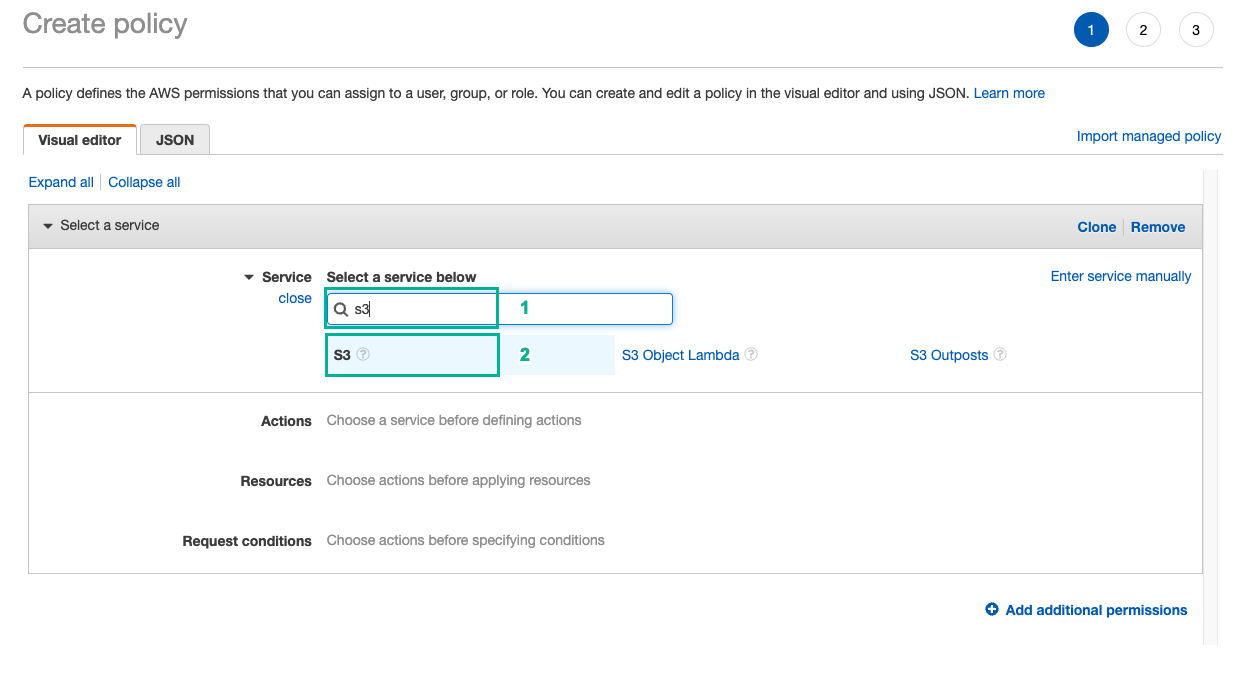 Create policy
1 2 3
A policy defines the AWS permissions that you can assign to a user, group, or role. You can create and edit a policy in the visual editor and using JSON. Learn more
Visual editor JSON Import managed policy
Expand all Collapse all
Select a service Clone Remove
Service Select a service below Enter service manually
close
s3 1
S3 ? 2 S3 Object Lambda ? S3 Outposts ?
Actions Choose a service before defining actions
Resources Choose actions before applying resources
Request conditions Choose actions before specifying conditions
Add additional permissions